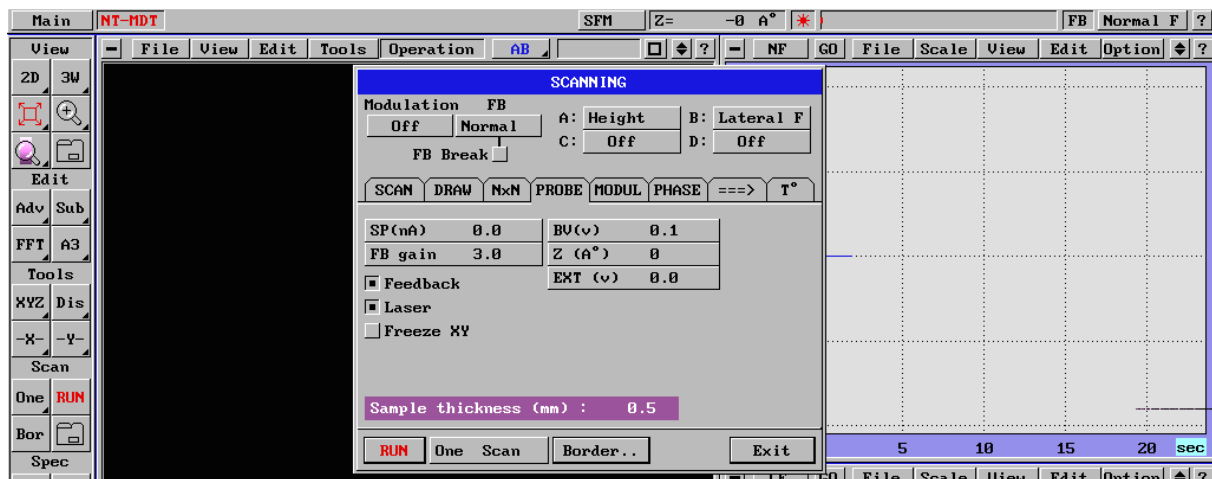 Main NT-MDT SFM Z= -0 A° FB Normal F ?
View File View Edit Tools Operation AB ? NF GO File Scale View Edit Option ?
2D 3W
SCANNING
Modulation FB
Off Normal
A: Height B: Lateral F
C: Off D: Off
FB Break
Edit
SCAN DRAW NxN PROBE MODUL PHASE ===> T°
Adv Sub
SP(nA) 0.0 BV(v) 0.1
FFT A3
FB gain 3.0 Z (A°) 0
Tools
EXT (v) 0.0
Feedback
XYZ Dis
Laser
Freeze XY
-X- -Y-
Scan
One RUN
Sample thickness (mm) : 0.5
Bor
RUN One Scan Border.. Exit
5 10 15 20 sec
Spec
GO File Scale View Edit Option ?